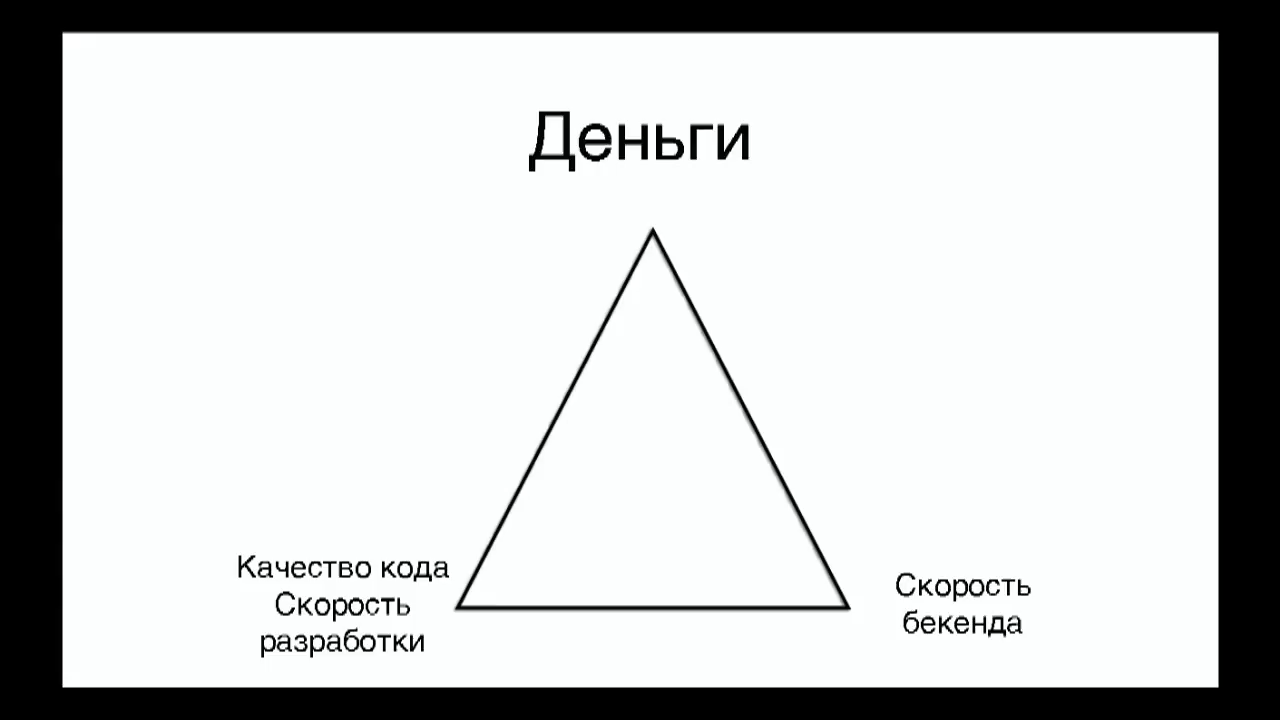 Деньги
Качество кода
Скорость
разработки
Скорость
бекенда